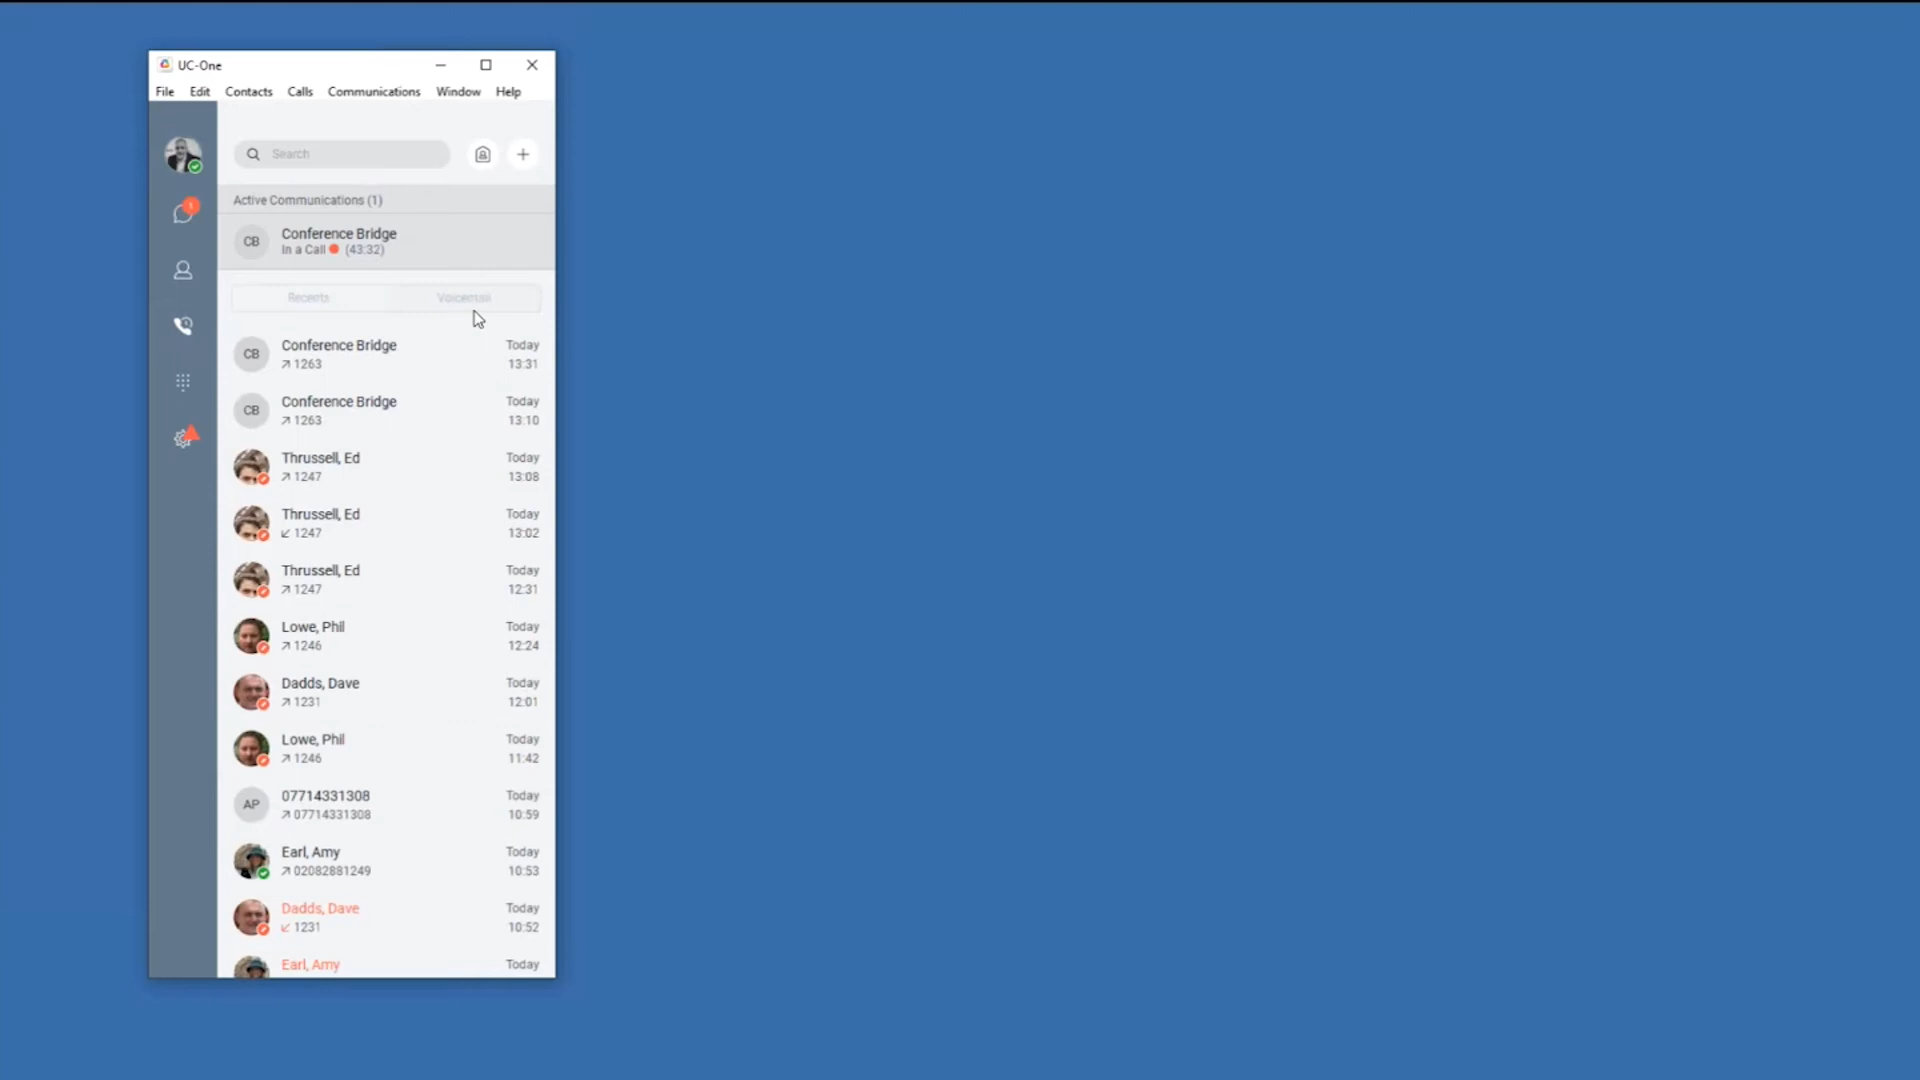 UC-One
File Edit Contacts Calls Communications Window Help
Search
1
Active Communications (1)
CB
Conference Bridge
In a Call (43:32)
Recents Voicemail
CB
Conference Bridge Today
1263 13:31
CB
Conference Bridge Today
1263 13:10
Thrussell, Ed Today
1247 13:08
Thrussell, Ed Today
1247 13:02
Thrussell, Ed Today
1247 12:31
Lowe, Phil Today
1246 12:24
Dadds, Dave Today
1231 12:01
Lowe, Phil Today
1246 11:42
AP
07714331308 Today
07714331308 10:59
Earl, Amy Today
02082881249 10:53
Dadds, Dave Today
1231 10:52
Earl, Amy Today